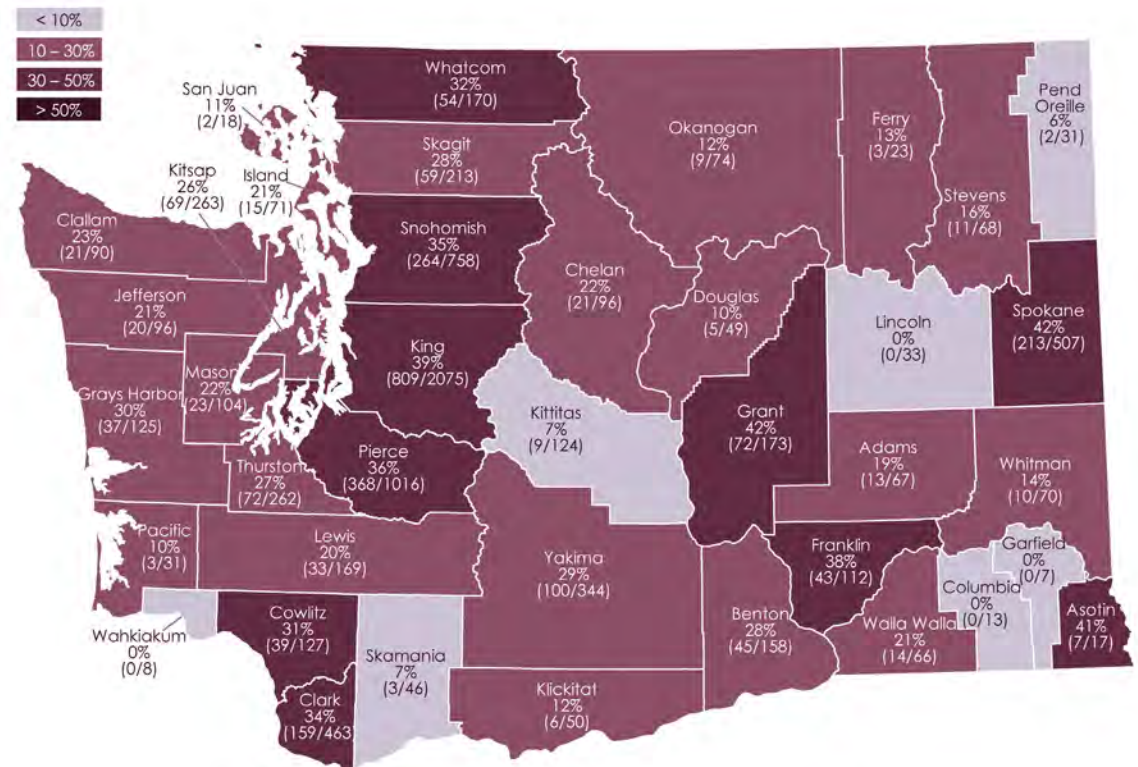 < 10%
10 – 30%
30 – 50%
> 50%
Whatcom
32%
(54/170)
San Juan
11%
(2/18)
Skagit
28%
(59/213)
Kitsap
26%
(69/263)
Island
21%
(15/71)
Okanogan
12%
(9/74)
Ferry
13%
(3/23)
Pend
Oreille
6%
(2/31)
Stevens
16%
(11/68)
Clallam
23%
(21/90)
Snohomish
35%
(264/758)
Chelan
22%
(21/96)
Douglas
10%
(5/49)
Jefferson
21%
(20/96)
King
39%
(809/2075)
Lincoln
0%
(0/33)
Spokane
42%
(213/507)
Mason
22%
(23/104)
Grays Harbor
30%
(37/125)
Kittitas
7%
(9/124)
Grant
42%
(72/173)
Pierce
36%
(368/1016)
Thurston
27%
(72/262)
Adams
19%
(13/67)
Whitman
14%
(10/70)
Pacific
10%
(3/31)
Lewis
20%
(33/169)
Yakima
29%
(100/344)
Franklin
38%
(43/112)
Garfield
0%
(0/7)
Columbia
0%
(0/13)
Wahkiakum
0%
(0/8)
Cowlitz
31%
(39/127)
Skamania
7%
(3/46)
Benton
28%
(45/158)
Walla Walla
21%
(14/66)
Asotin
41%
(7/17)
Clark
34%
(159/463)
Klickitat
12%
(6/50)